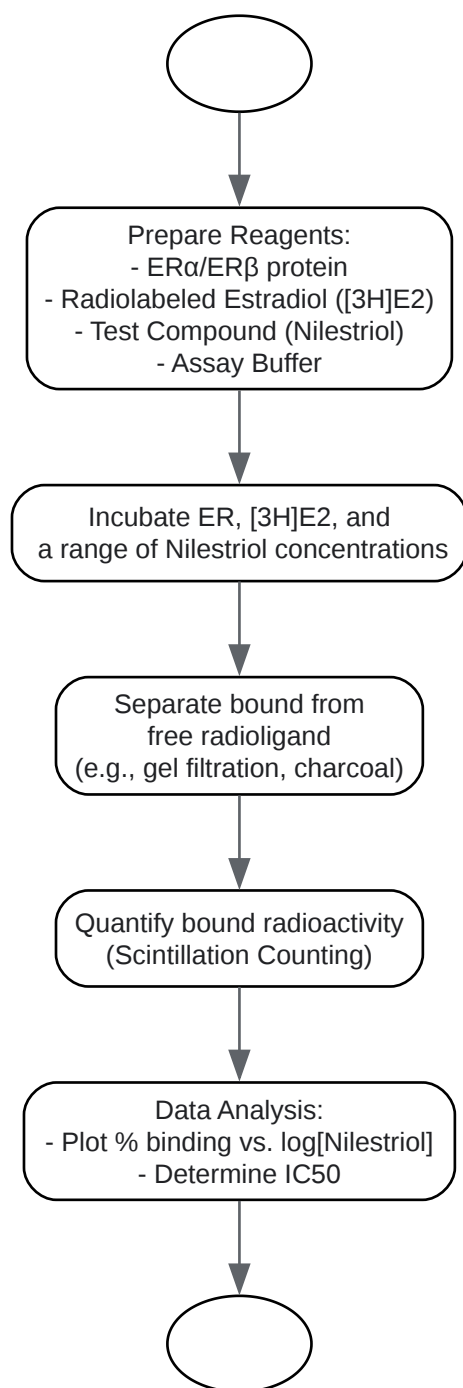 Prepare Reagents:
- ERα/ERβ protein
- Radiolabeled Estradiol ([3H]E2)
- Test Compound (Nilestriol)
- Assay Buffer
Incubate ER, [3H]E2, and
a range of Nilestriol concentrations
Separate bound from
free radioligand
(e.g., gel filtration, charcoal)
Quantify bound radioactivity
(Scintillation Counting)
Data Analysis:
- Plot % binding vs. log[Nilestriol]
- Determine IC50